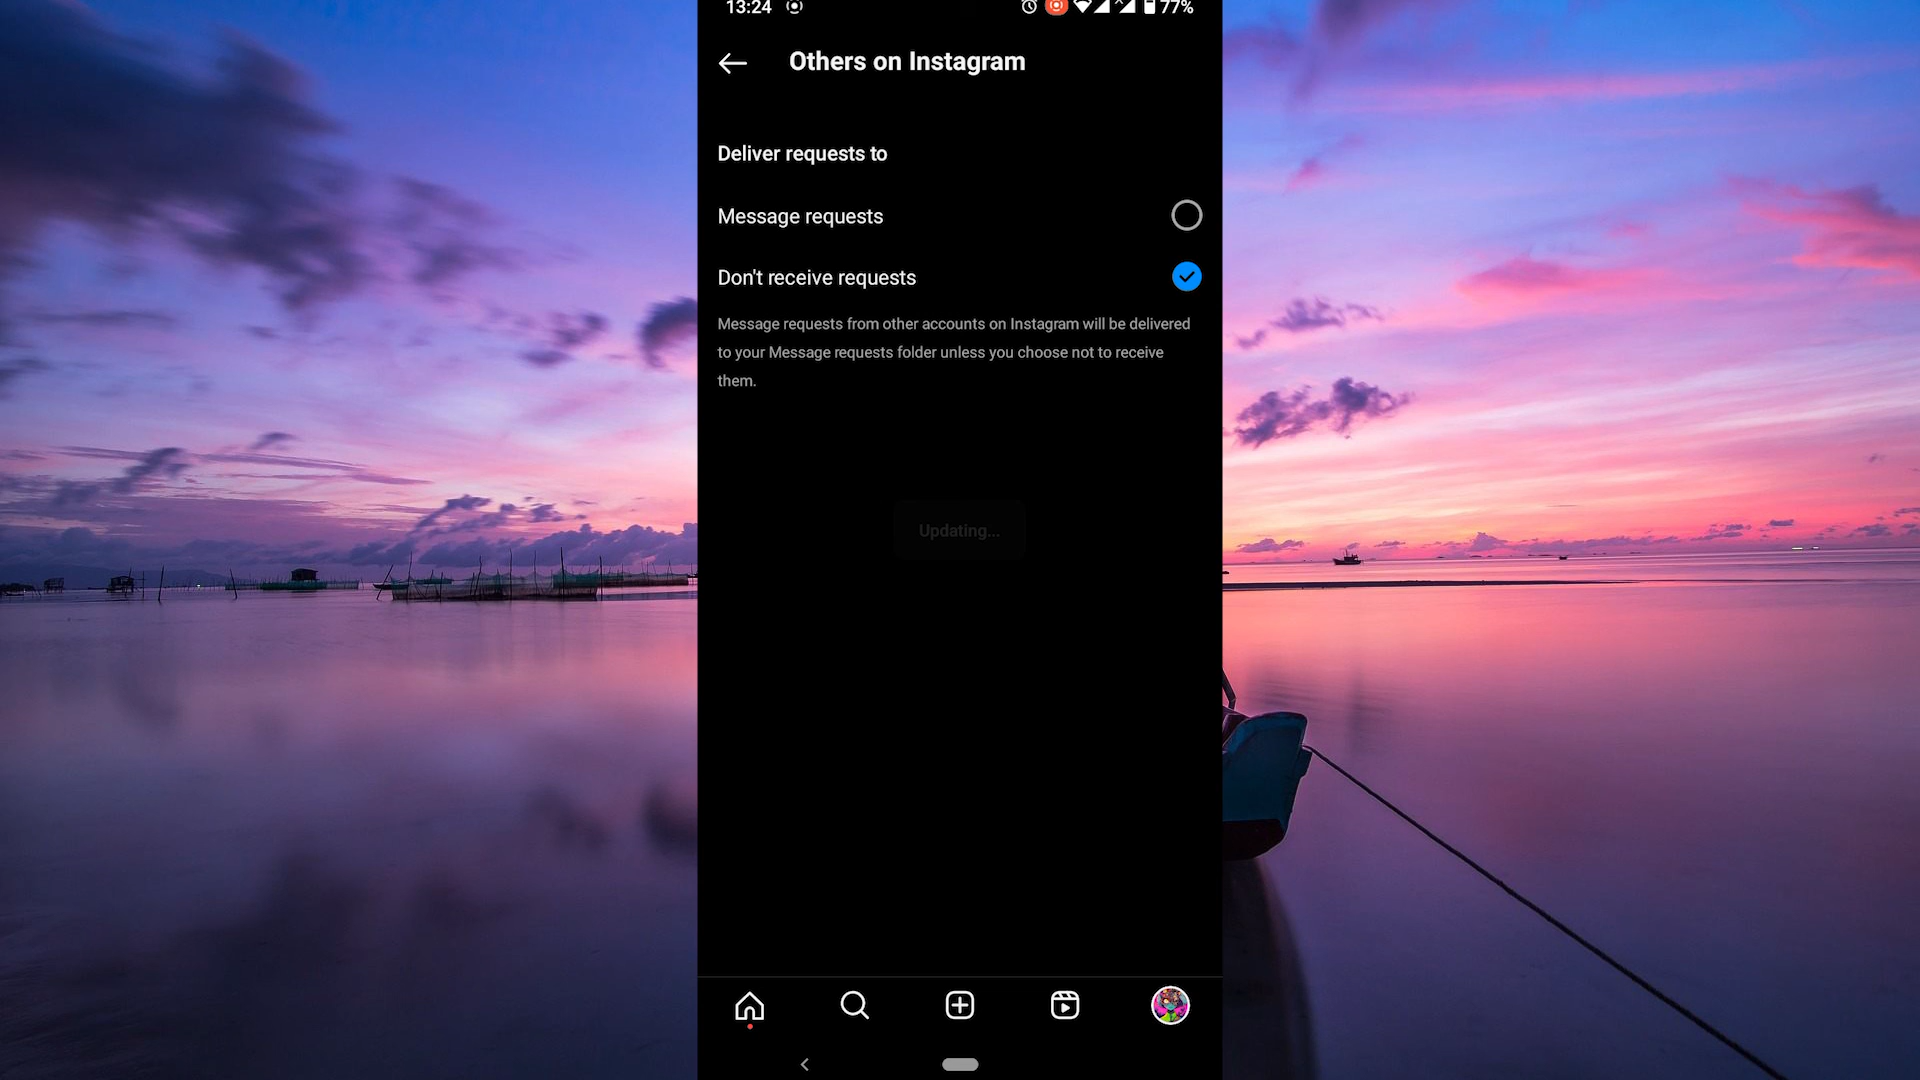 13:24 77%
Others on Instagram
Deliver requests to
Message requests
Don't receive requests
Message requests from other accounts on Instagram will be delivered
to your Message requests folder unless you choose not to receive
them.
Updating...